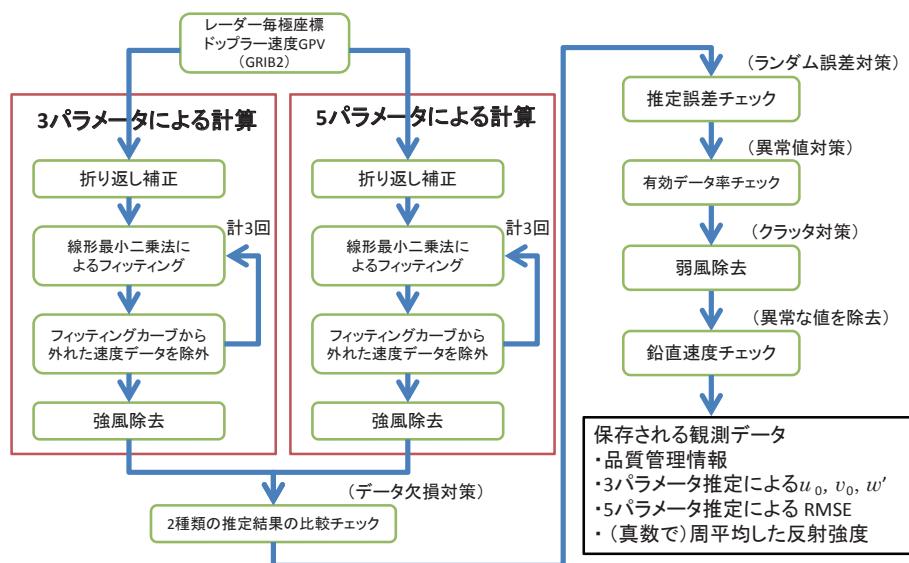 レーダー毎極座標
ドップラー速度GPV
（GRIB2）
3パラメータによる計算
折り返し補正
計3回
線形最小二乗法に
よるフィッティング
フィッティングカーブから
外れた速度データを除外
強風除去
5パラメータによる計算
折り返し補正
計3回
線形最小二乗法に
よるフィッティング
フィッティングカーブから
外れた速度データを除外
強風除去
（データ欠損対策）
2種類の推定結果の比較チェック
（ランダム誤差対策）
推定誤差チェック
（異常値対策）
有効データ率チェック
（クラッタ対策）
弱風除去
（異常な値を除去）
鉛直速度チェック
保存される観測データ
・品質管理情報
・3パラメータ推定によるu₀, v₀, w'
・5パラメータ推定による RMSE
・（真数で）周平均した反射強度